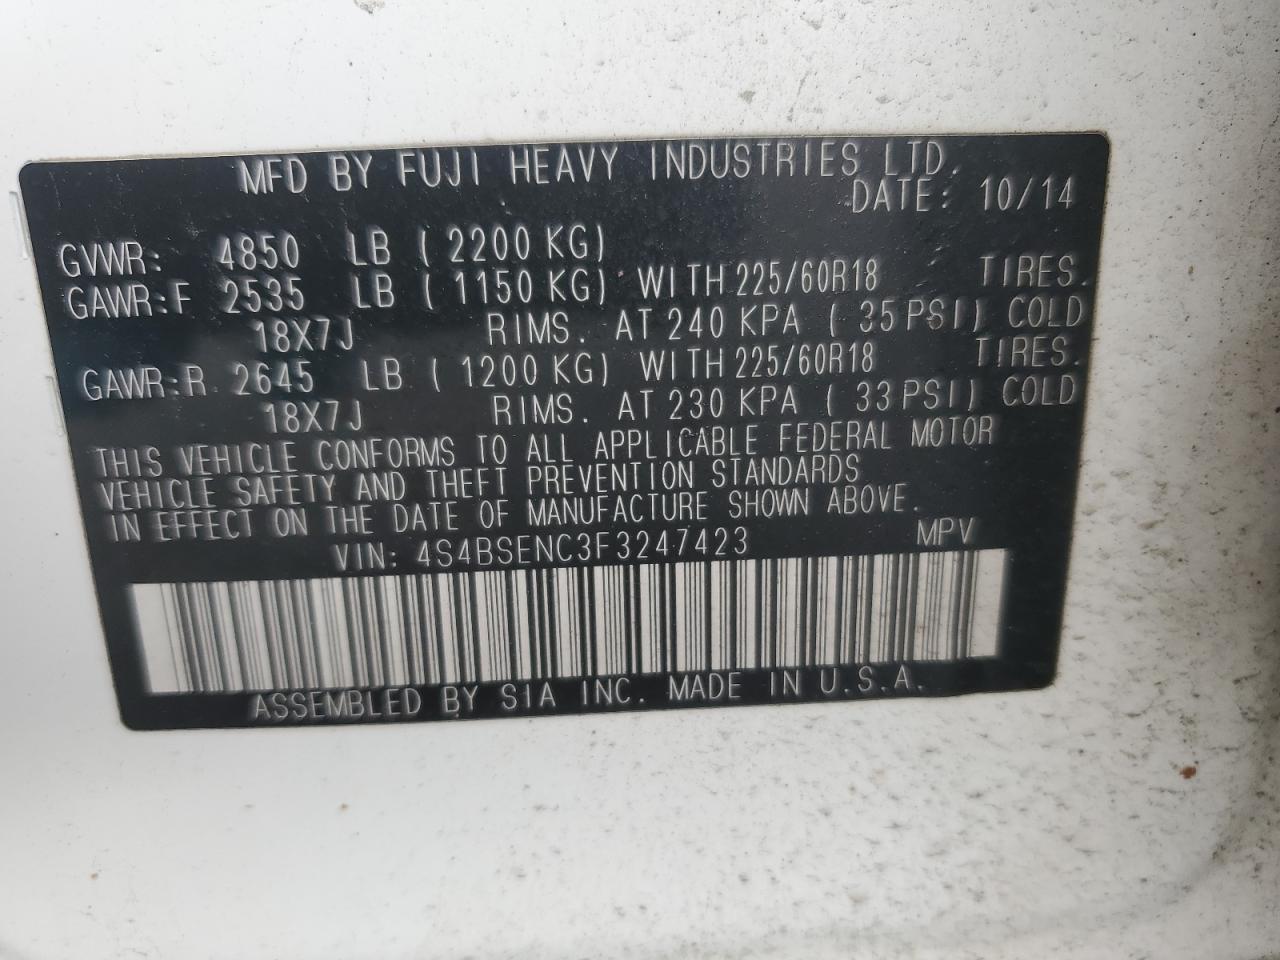 MFD BY FUJI HEAVY INDUSTRIES LTD.
DATE: 10/14
GVWR: 4850 LB ( 2200 KG)
GAWR:F 2535 LB ( 1150 KG) WITH 225/60R18 TIRES.
18X7J RIMS. AT 240 KPA ( 35 PSI) COLD
GAWR:R 2645 LB ( 1200 KG) WITH 225/60R18 TIRES.
18X7J RIMS. AT 230 KPA ( 33 PSI) COLD
THIS VEHICLE CONFORMS TO ALL APPLICABLE FEDERAL MOTOR
VEHICLE SAFETY AND THEFT PREVENTION STANDARDS
IN EFFECT ON THE DATE OF MANUFACTURE SHOWN ABOVE.
VIN: 4S4BSENC3F3247423 MPV
ASSEMBLED BY SIA INC. MADE IN U.S.A.